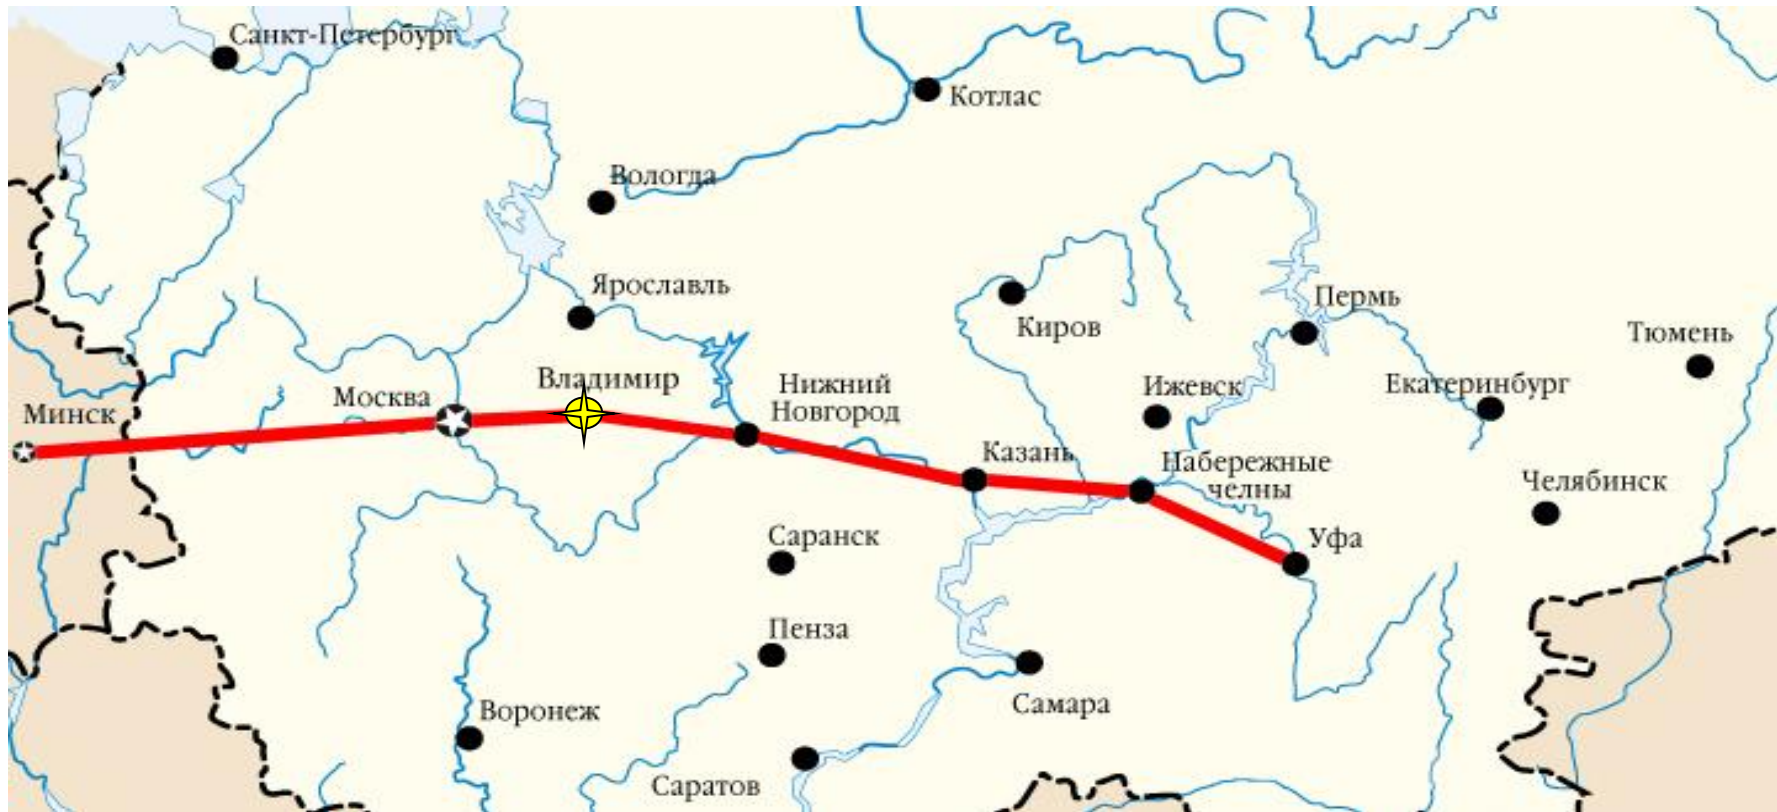 Санкт-Петербург
Котлас
Вологда
Ярославль
Киров
Пермь
Тюмень
Москва
Владимир
Нижний
Новгород
Ижевск
Екатеринбург
Минск
Казань
Набережные
челны
Челябинск
Саранск
Уфа
Пенза
Воронеж
Самара
Саратов